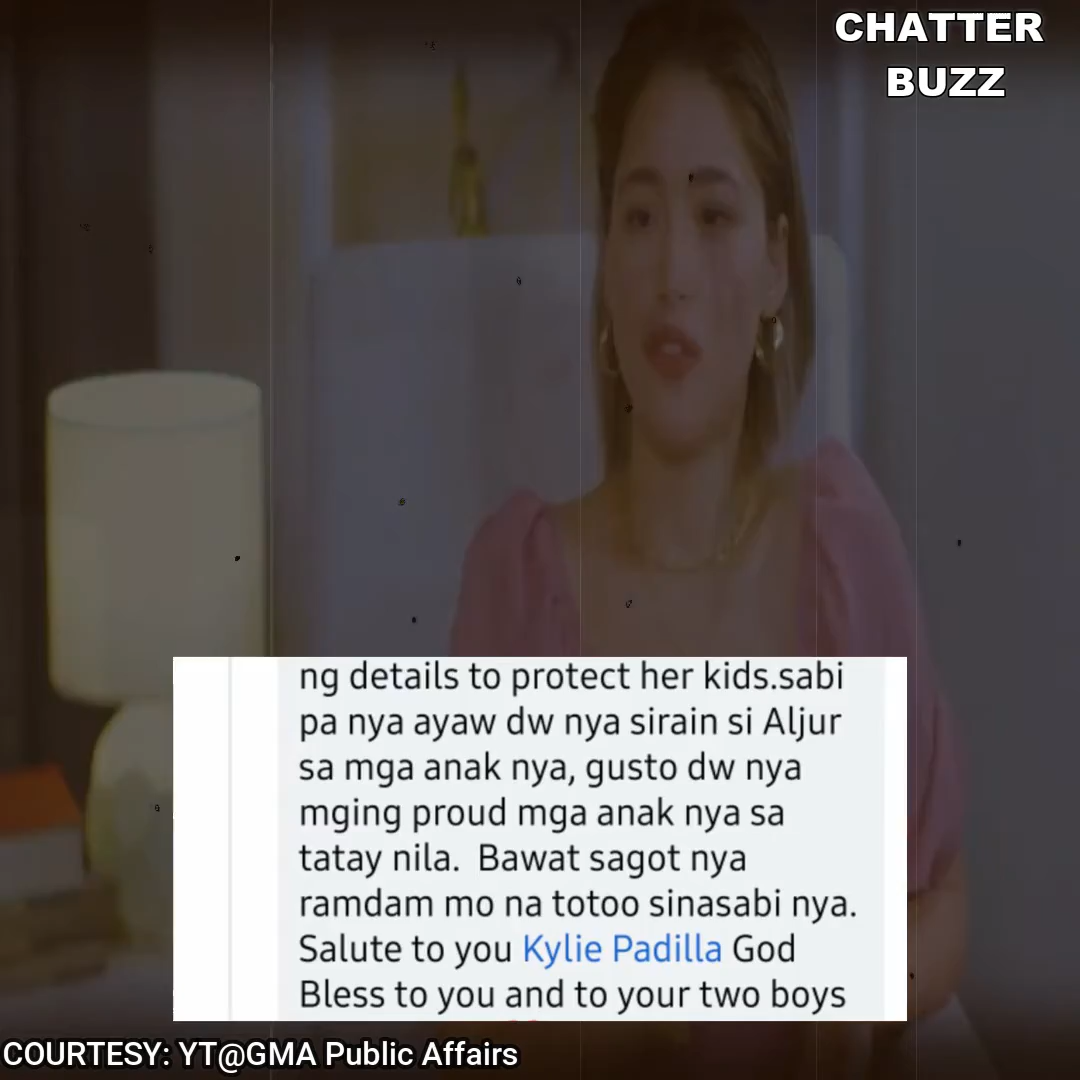 CHATTER
BUZZ
ng details to protect her kids.sabi
pa nya ayaw dw nya sirain si Aljur
sa mga anak nya, gusto dw nya
mging proud mga anak nya sa
tatay nila. Bawat sagot nya
ramdam mo na totoo sinasabi nya.
Salute to you Kylie Padilla God
Bless to you and to your two boys
COURTESY: YT@GMA Public Affairs